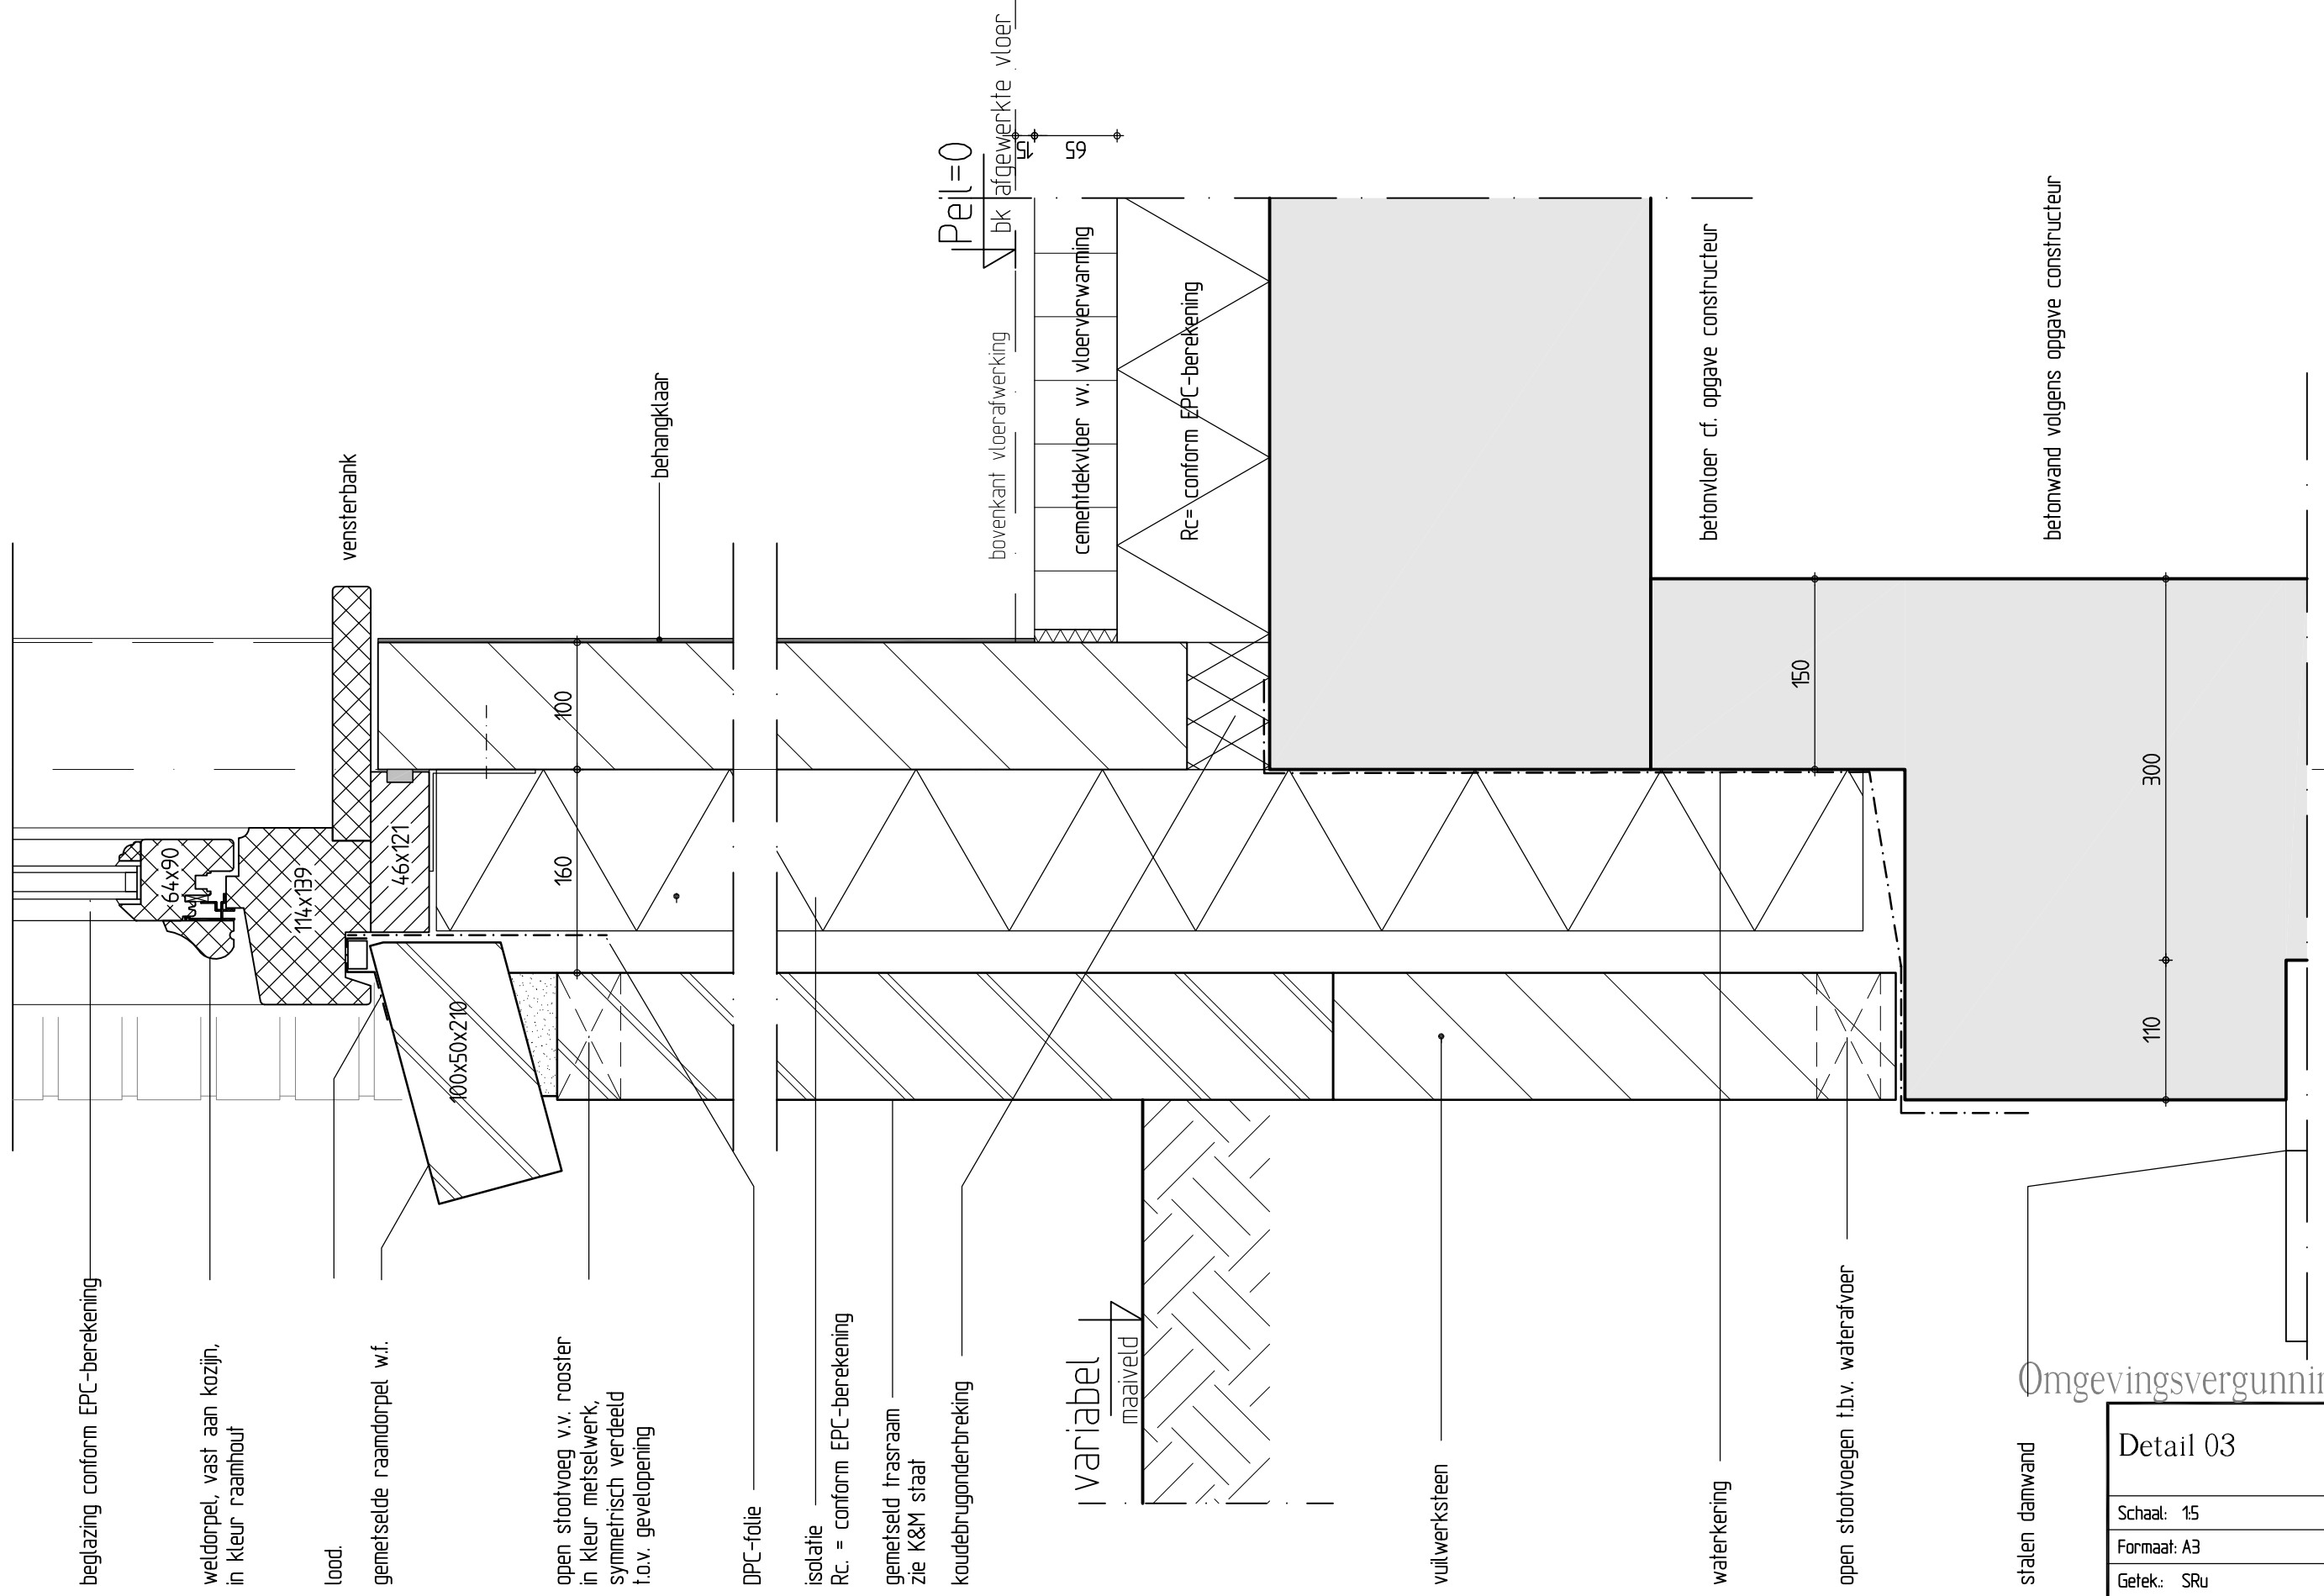 beglazing conform EPC-berekening
weldorpel, vast aan kozijn,
in kleur raamhout
lood.
gemetselde raamdorpel w.f.
open stootvoeg v.v. rooster
in kleur metselwerk,
symmetrisch verdeeld
t.o.v. gevelopening
DPC-folie
isolatie
Rc. = conform EPC-berekening
gemetseld trasraam
zie K&M staat
koudebrugonderbreking
variabel
maaiveld
vuilwerksteen
waterkering
open stootvoegen t.b.v. waterafvoer
stalen damwand
64x90
114x139
46x121
100x50x210
100
160
vensterbank
behangklaar
Peil=0
bk afgewerkte vloer
bovenkant vloerafwerking
15
65
cementdekvloer vv. vloerverwarming
Rc= conform EPC-berekening
betonvloer cf. opgave constructeur
betonwand volgens opgave constructeur
150
300
110
Omgevingsvergunnin
Detail 03
Schaal: 1:5
Formaat: A3
Getek.: SRu